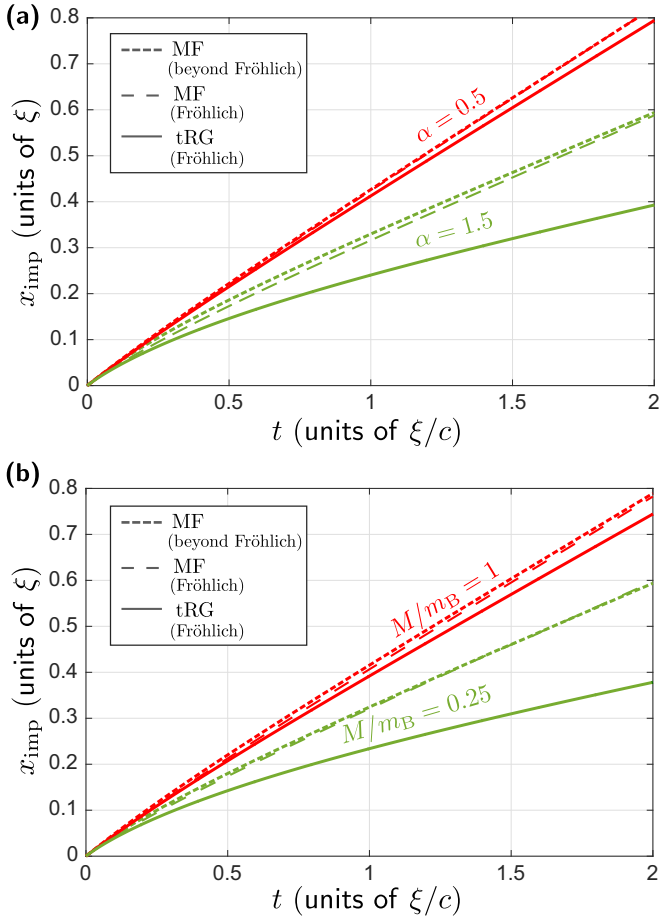 (a)
0.8
0.7
0.6
0.5
0.4
0.3
0.2
0.1
0
x_imp (units of ξ)
MF
(beyond Fröhlich)
MF
(Fröhlich)
tRG
(Fröhlich)
α = 0.5
α = 1.5
0 0.5 1 1.5 2
t (units of ξ/c)
(b)
0.8
0.7
0.6
0.5
0.4
0.3
0.2
0.1
0
x_imp (units of ξ)
MF
(beyond Fröhlich)
MF
(Fröhlich)
tRG
(Fröhlich)
M/m_B = 1
M/m_B = 0.25
0 0.5 1 1.5 2
t (units of ξ/c)